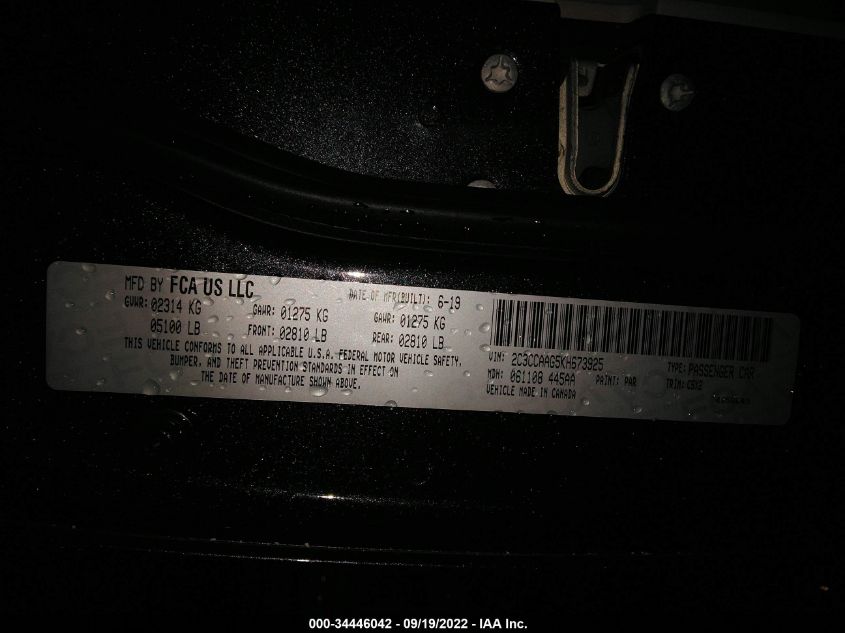 MFD BY FCA US LLC
DATE OF MFR(BUILT): 6-19
GVWR: 02314 KG
GAWR: 01275 KG
GAWR: 01275 KG
05100 LB
FRONT: 02810 LB
REAR: 02810 LB
THIS VEHICLE CONFORMS TO ALL APPLICABLE U.S.A. FEDERAL MOTOR VEHICLE SAFETY,
BUMPER, AND THEFT PREVENTION STANDARDS IN EFFECT ON
THE DATE OF MANUFACTURE SHOWN ABOVE.
VIN: 2C3CCAAG5KH673925
TYPE: PASSENGER CAR
MDH: 061108 445AA
PAINT: PAR
TRIM: C6X2
VEHICLE MADE IN CANADA
000-34446042 - 09/19/2022 - IAA Inc.